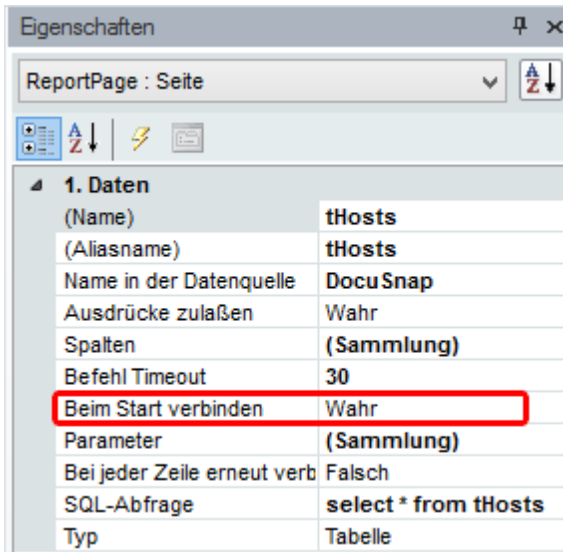 Eigenschaften
ReportPage : Seite
1. Daten
(Name) tHosts
(Aliasname) tHosts
Name in der Datenquelle DocuSnap
Ausdrücke zulaßen Wahr
Spalten (Sammlung)
Befehl Timeout 30
Beim Start verbinden Wahr
Parameter (Sammlung)
Bei jeder Zeile erneut verb Falsch
SQL-Abfrage select * from tHosts
Typ Tabelle